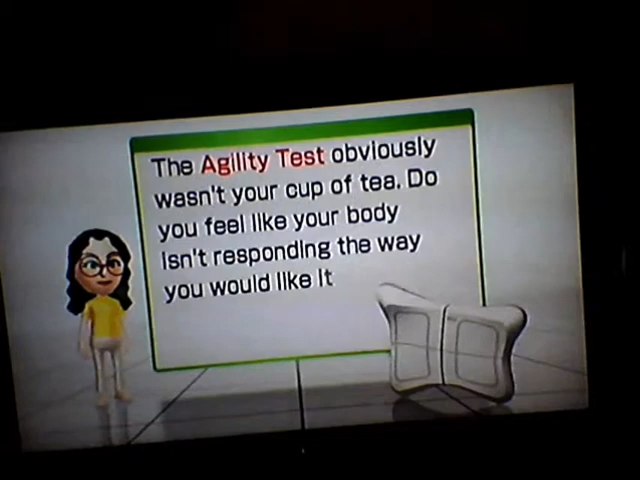 The Agility Test obviously
wasn't your cup of tea. Do
you feel like your body
isn't responding the way
you would like it